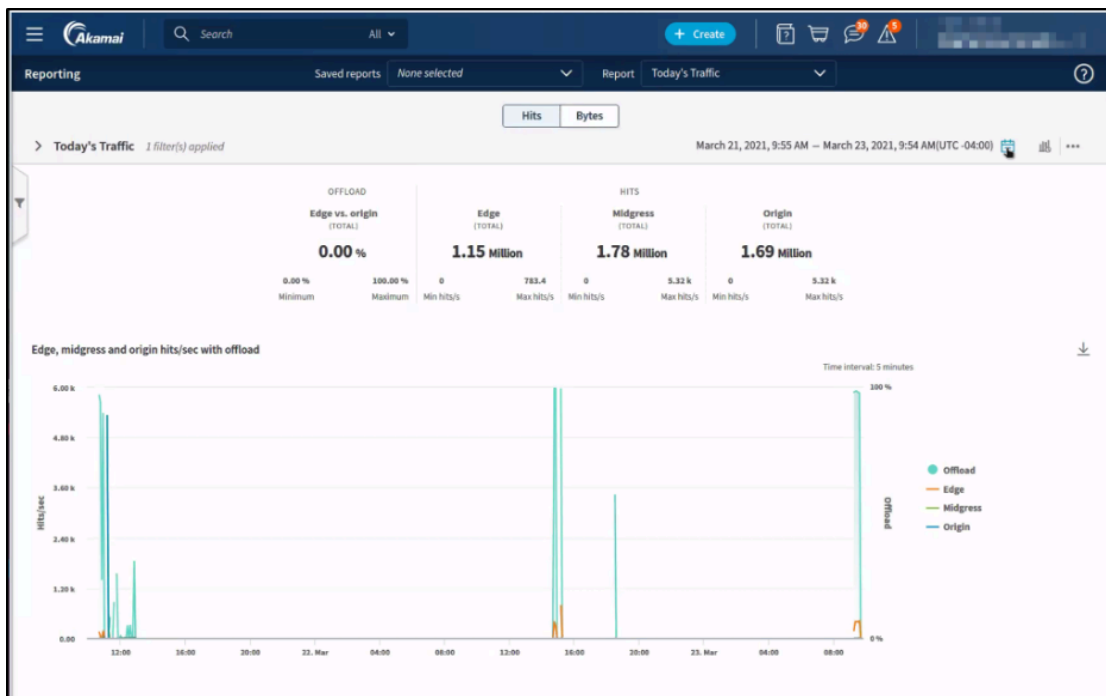 Akamai
Search All
+ Create
30
5
Reporting
Saved reports None selected
Report Today's Traffic
Hits Bytes
Today's Traffic 1 filter(s) applied
March 21, 2021, 9:55 AM — March 23, 2021, 9:54 AM(UTC -04:00)
OFFLOAD HITS
Edge vs. origin Edge Midgress Origin
(TOTAL) (TOTAL) (TOTAL) (TOTAL)
0.00 % 1.15 Million 1.78 Million 1.69 Million
0.00 % 100.00 % 0 783.4 0 5.32 k 0 5.32 k
Minimum Maximum Min hits/s Max hits/s Min hits/s Max hits/s Min hits/s Max hits/s
Edge, midgress and origin hits/sec with offload
Time interval: 5 minutes
6.00 k 100 %
4.80 k
3.60 k
2.40 k
1.20 k
0.00 0 %
Hits/sec
Offload
Offload
Edge
Midgress
Origin
12:00 16:00 20:00 22. Mar 04:00 08:00 12:00 16:00 20:00 23. Mar 04:00 08:00